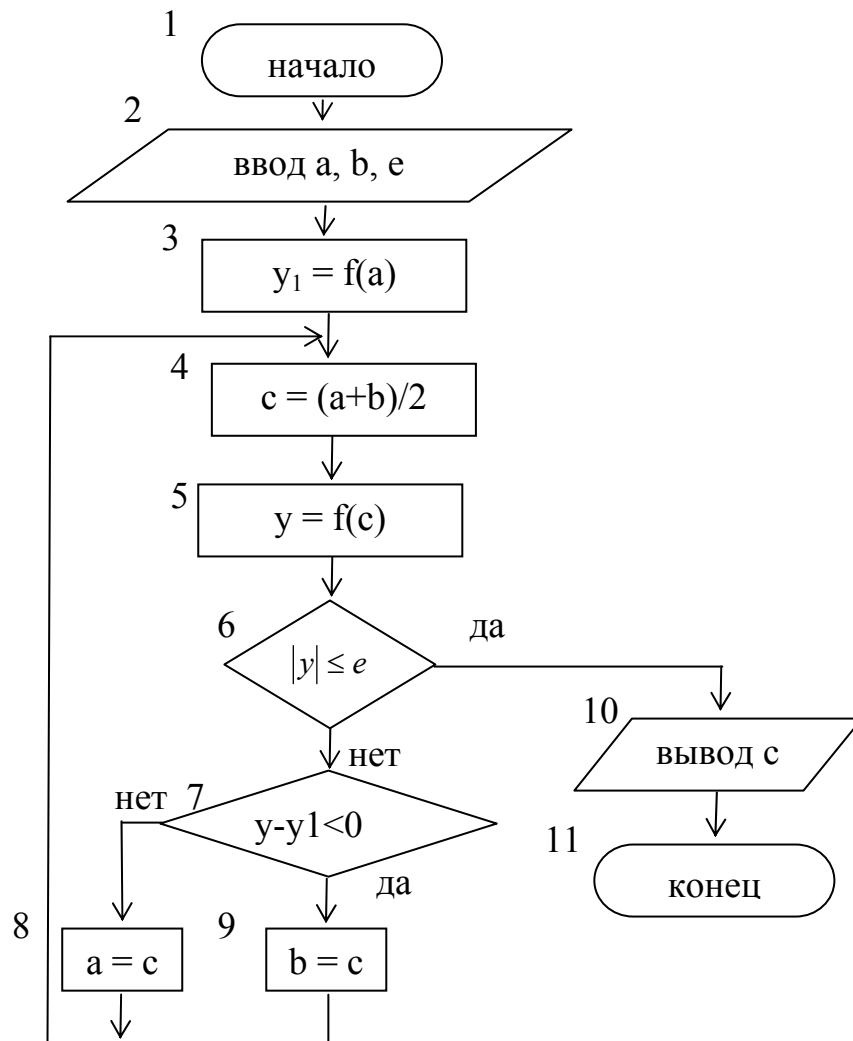 1
начало
2
ввод a, b, e
3
y₁ = f(a)
4
c = (a+b)/2
5
y = f(c)
6
|y| ≤ e
да
10
вывод c
нет
нет
7
y-y1<0
11
конец
да
8
a = c
9
b = c